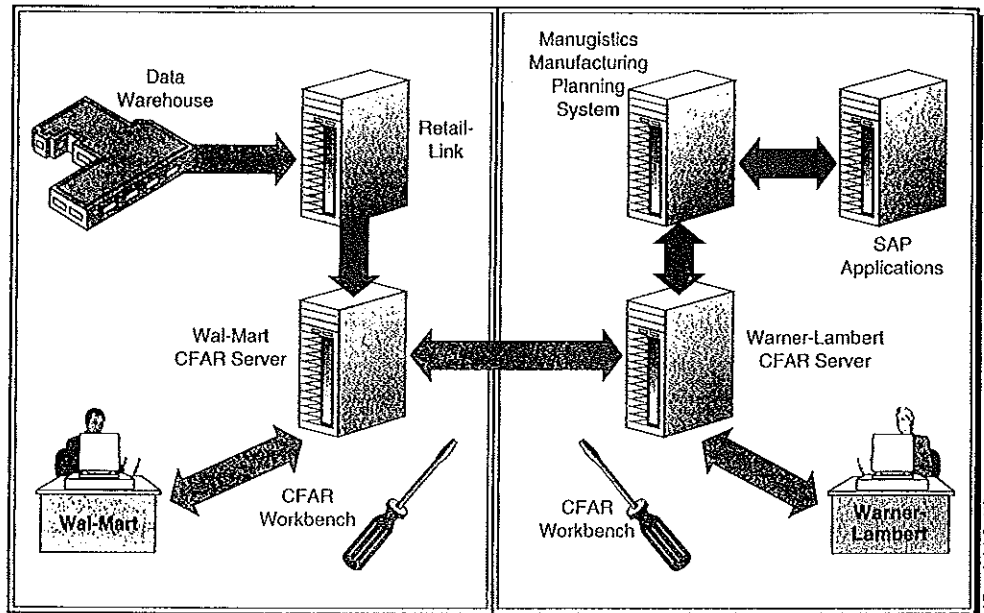 Data
Warehouse
Retail-
Link
Wal-Mart
CFAR Server
Wal-Mart
CFAR
Workbench
Manugistics
Manufacturing
Planning
System
SAP
Applications
Warner-Lambert
CFAR Server
CFAR
Workbench
Warner-
Lambert